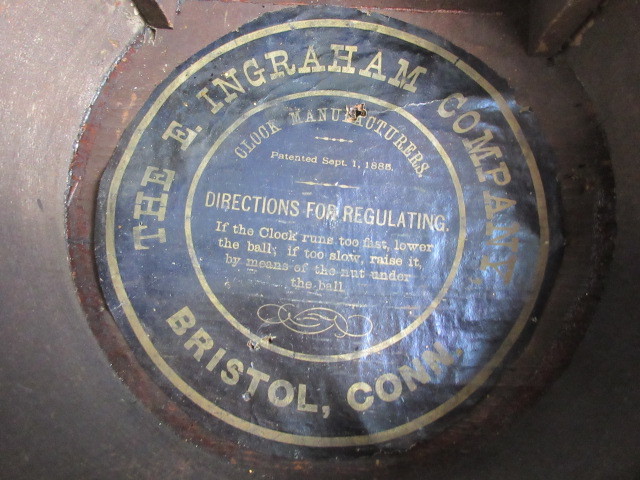 THE E. INGRAHAM COMPANY,
CLOCK MANUFACTURERS,
Patented Sept. 1, 1885.
DIRECTIONS FOR REGULATING.
If the Clock runs too fast, lower
the ball; if too slow, raise it,
by means of the nut under
the ball
BRISTOL, CONN.